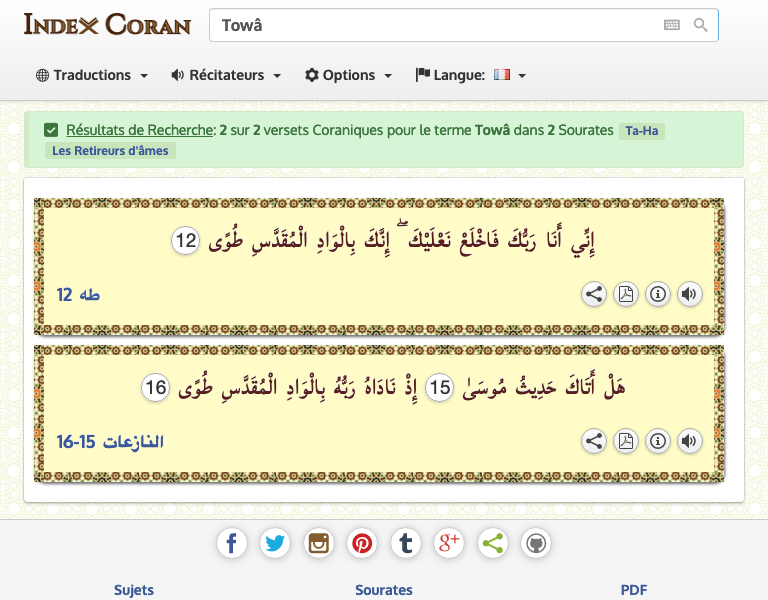 Index Coran
Towâ
Traductions
Récitateurs
Options
Langue:
Résultats de Recherche: 2 sur 2 versets Coraniques pour le terme Towâ dans 2 Sourates Ta-Ha
Les Retireurs d'âmes
إِنِّي أَنَا رَبُّكَ فَاخْلَعْ نَعْلَيْكَ ۖ إِنَّكَ بِالْوَادِ الْمُقَدَّسِ طُوًى 12
طه 12
هَلْ أَتَاكَ حَدِيثُ مُوسَىٰ 15 إِذْ نَادَاهُ رَبُّهُ بِالْوَادِ الْمُقَدَّسِ طُوًى 16
النازعات 15-16
Sujets
Sourates
PDF